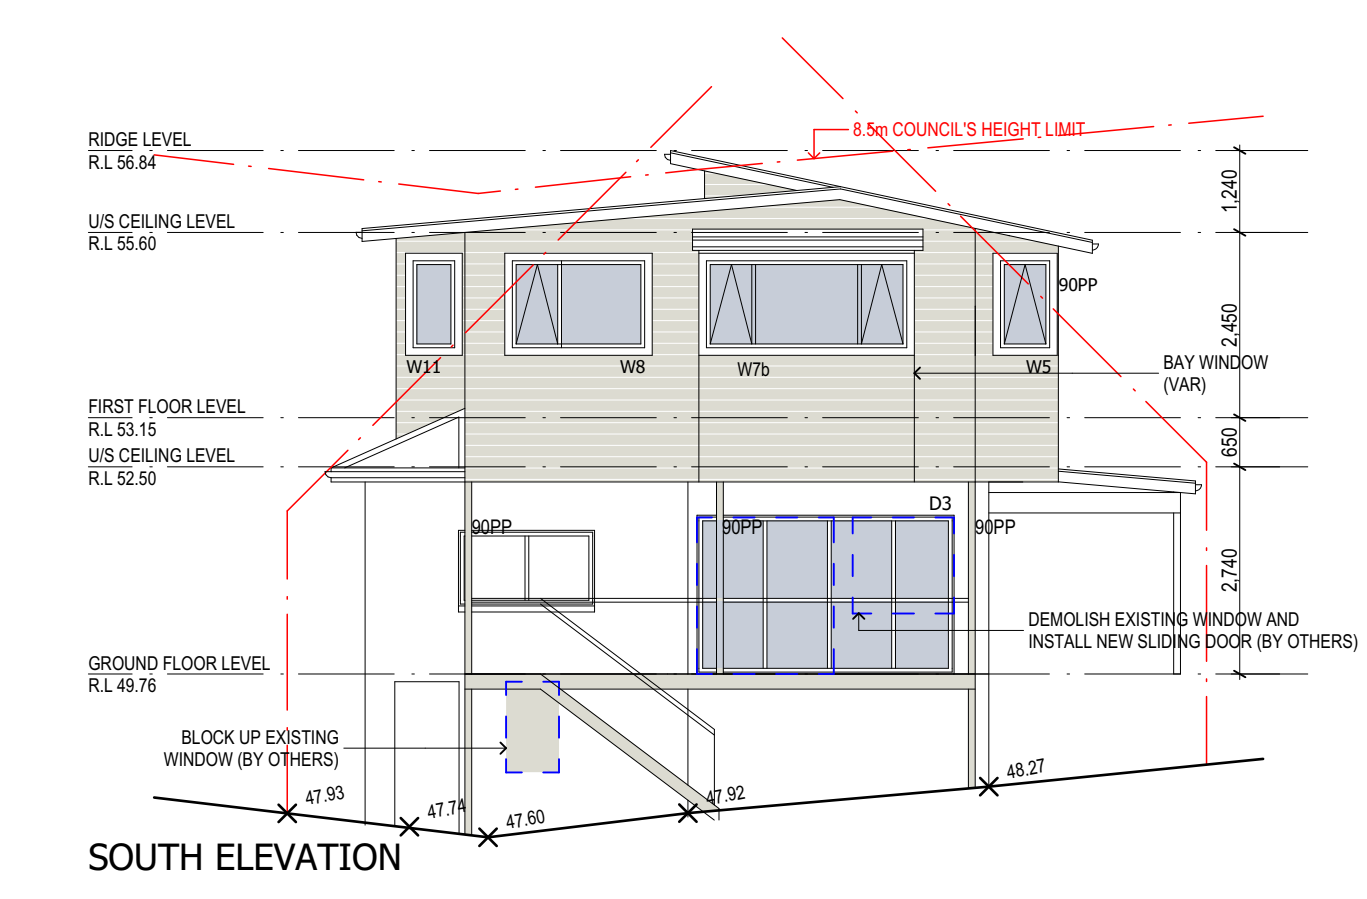 8.5m COUNCIL'S HEIGHT LIMIT
RIDGE LEVEL
R.L 56.84
1,240
U/S CEILING LEVEL
R.L 55.60
90PP
2,450
W11
W8
W7b
W5
BAY WINDOW
(VAR)
FIRST FLOOR LEVEL
R.L 53.15
650
U/S CEILING LEVEL
R.L 52.50
D3
90PP
90PP
90PP
2,740
DEMOLISH EXISTING WINDOW AND
INSTALL NEW SLIDING DOOR (BY OTHERS)
GROUND FLOOR LEVEL
R.L 49.76
BLOCK UP EXISTING
WINDOW (BY OTHERS)
47.93
47.74
47.60
47.92
48.27
SOUTH ELEVATION